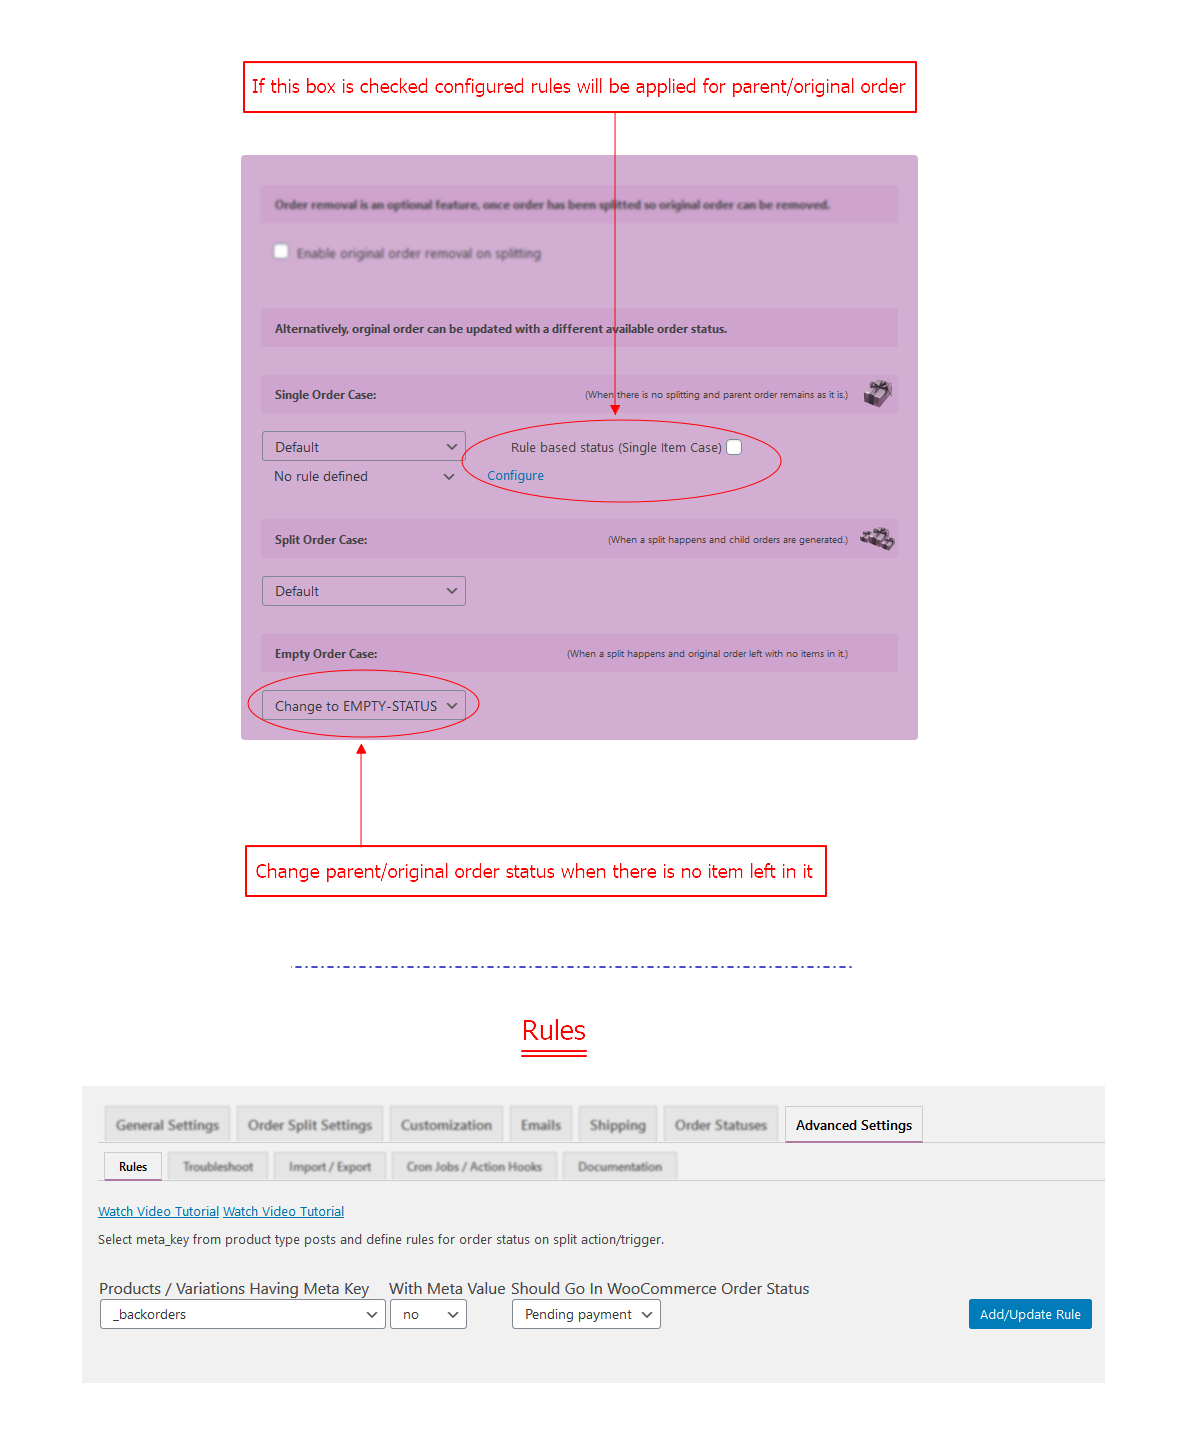 If this box is checked configured rules will be applied for parent/original order
Order removal is an optional feature, once order has been splitted so original order can be removed.
Enable original order removal on splitting
Alternatively, orginal order can be updated with a different available order status.
Single Order Case: (When there is no splitting and parent order remains as it is.)
Default Rule based status (Single Item Case)
No rule defined Configure
Split Order Case: (When a split happens and child orders are generated.)
Default
Empty Order Case: (When a split happens and original order left with no items in it.)
Change to EMPTY-STATUS
Change parent/original order status when there is no item left in it
Rules
General Settings Order Split Settings Customization Emails Shipping Order Statuses Advanced Settings
Rules Troubleshoot Import / Export Cron Jobs / Action Hooks Documentation
Watch Video Tutorial Watch Video Tutorial
Select meta_key from product type posts and define rules for order status on split action/trigger.
Products / Variations Having Meta Key With Meta Value Should Go In WooCommerce Order Status
_backorders no Pending payment Add/Update Rule